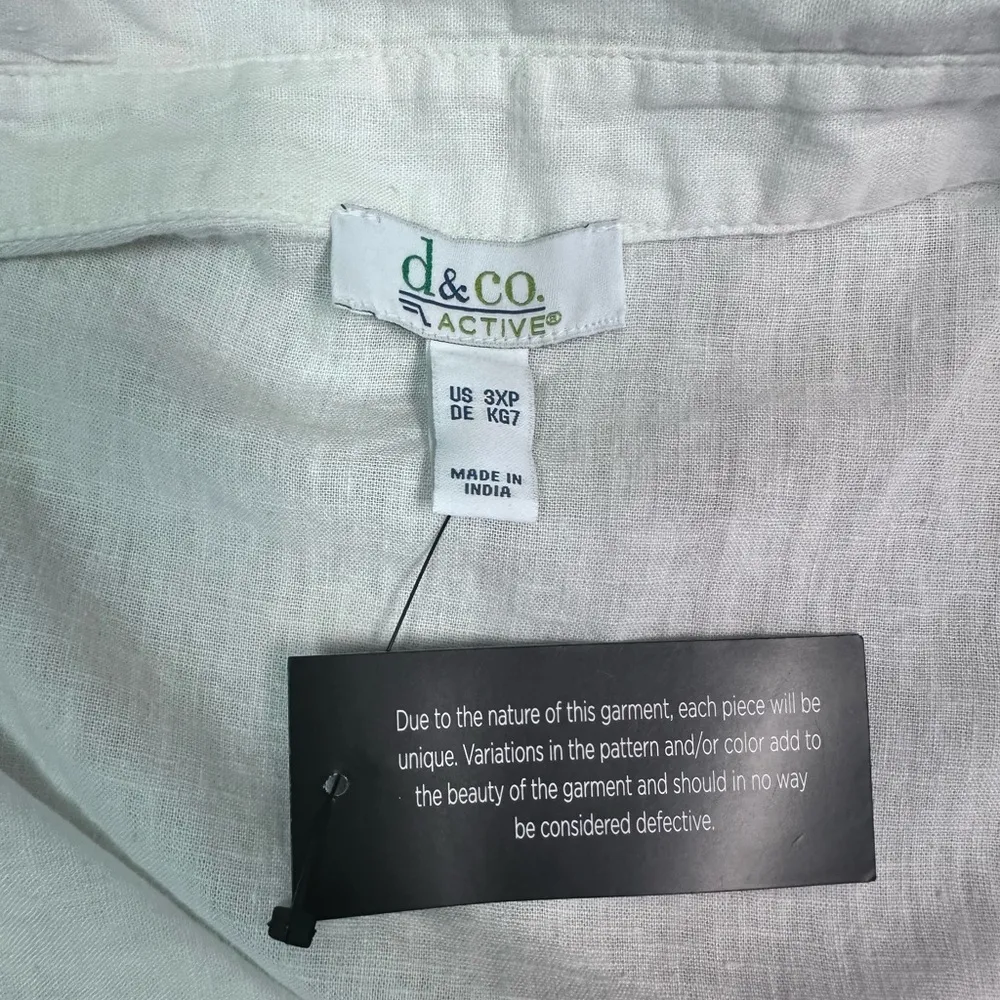 d&co.
ACTIVE®
US 3XP
DE KG7
MADE IN
INDIA
Due to the nature of this garment, each piece will be
unique. Variations in the pattern and/or color add to
the beauty of the garment and should in no way
be considered defective.